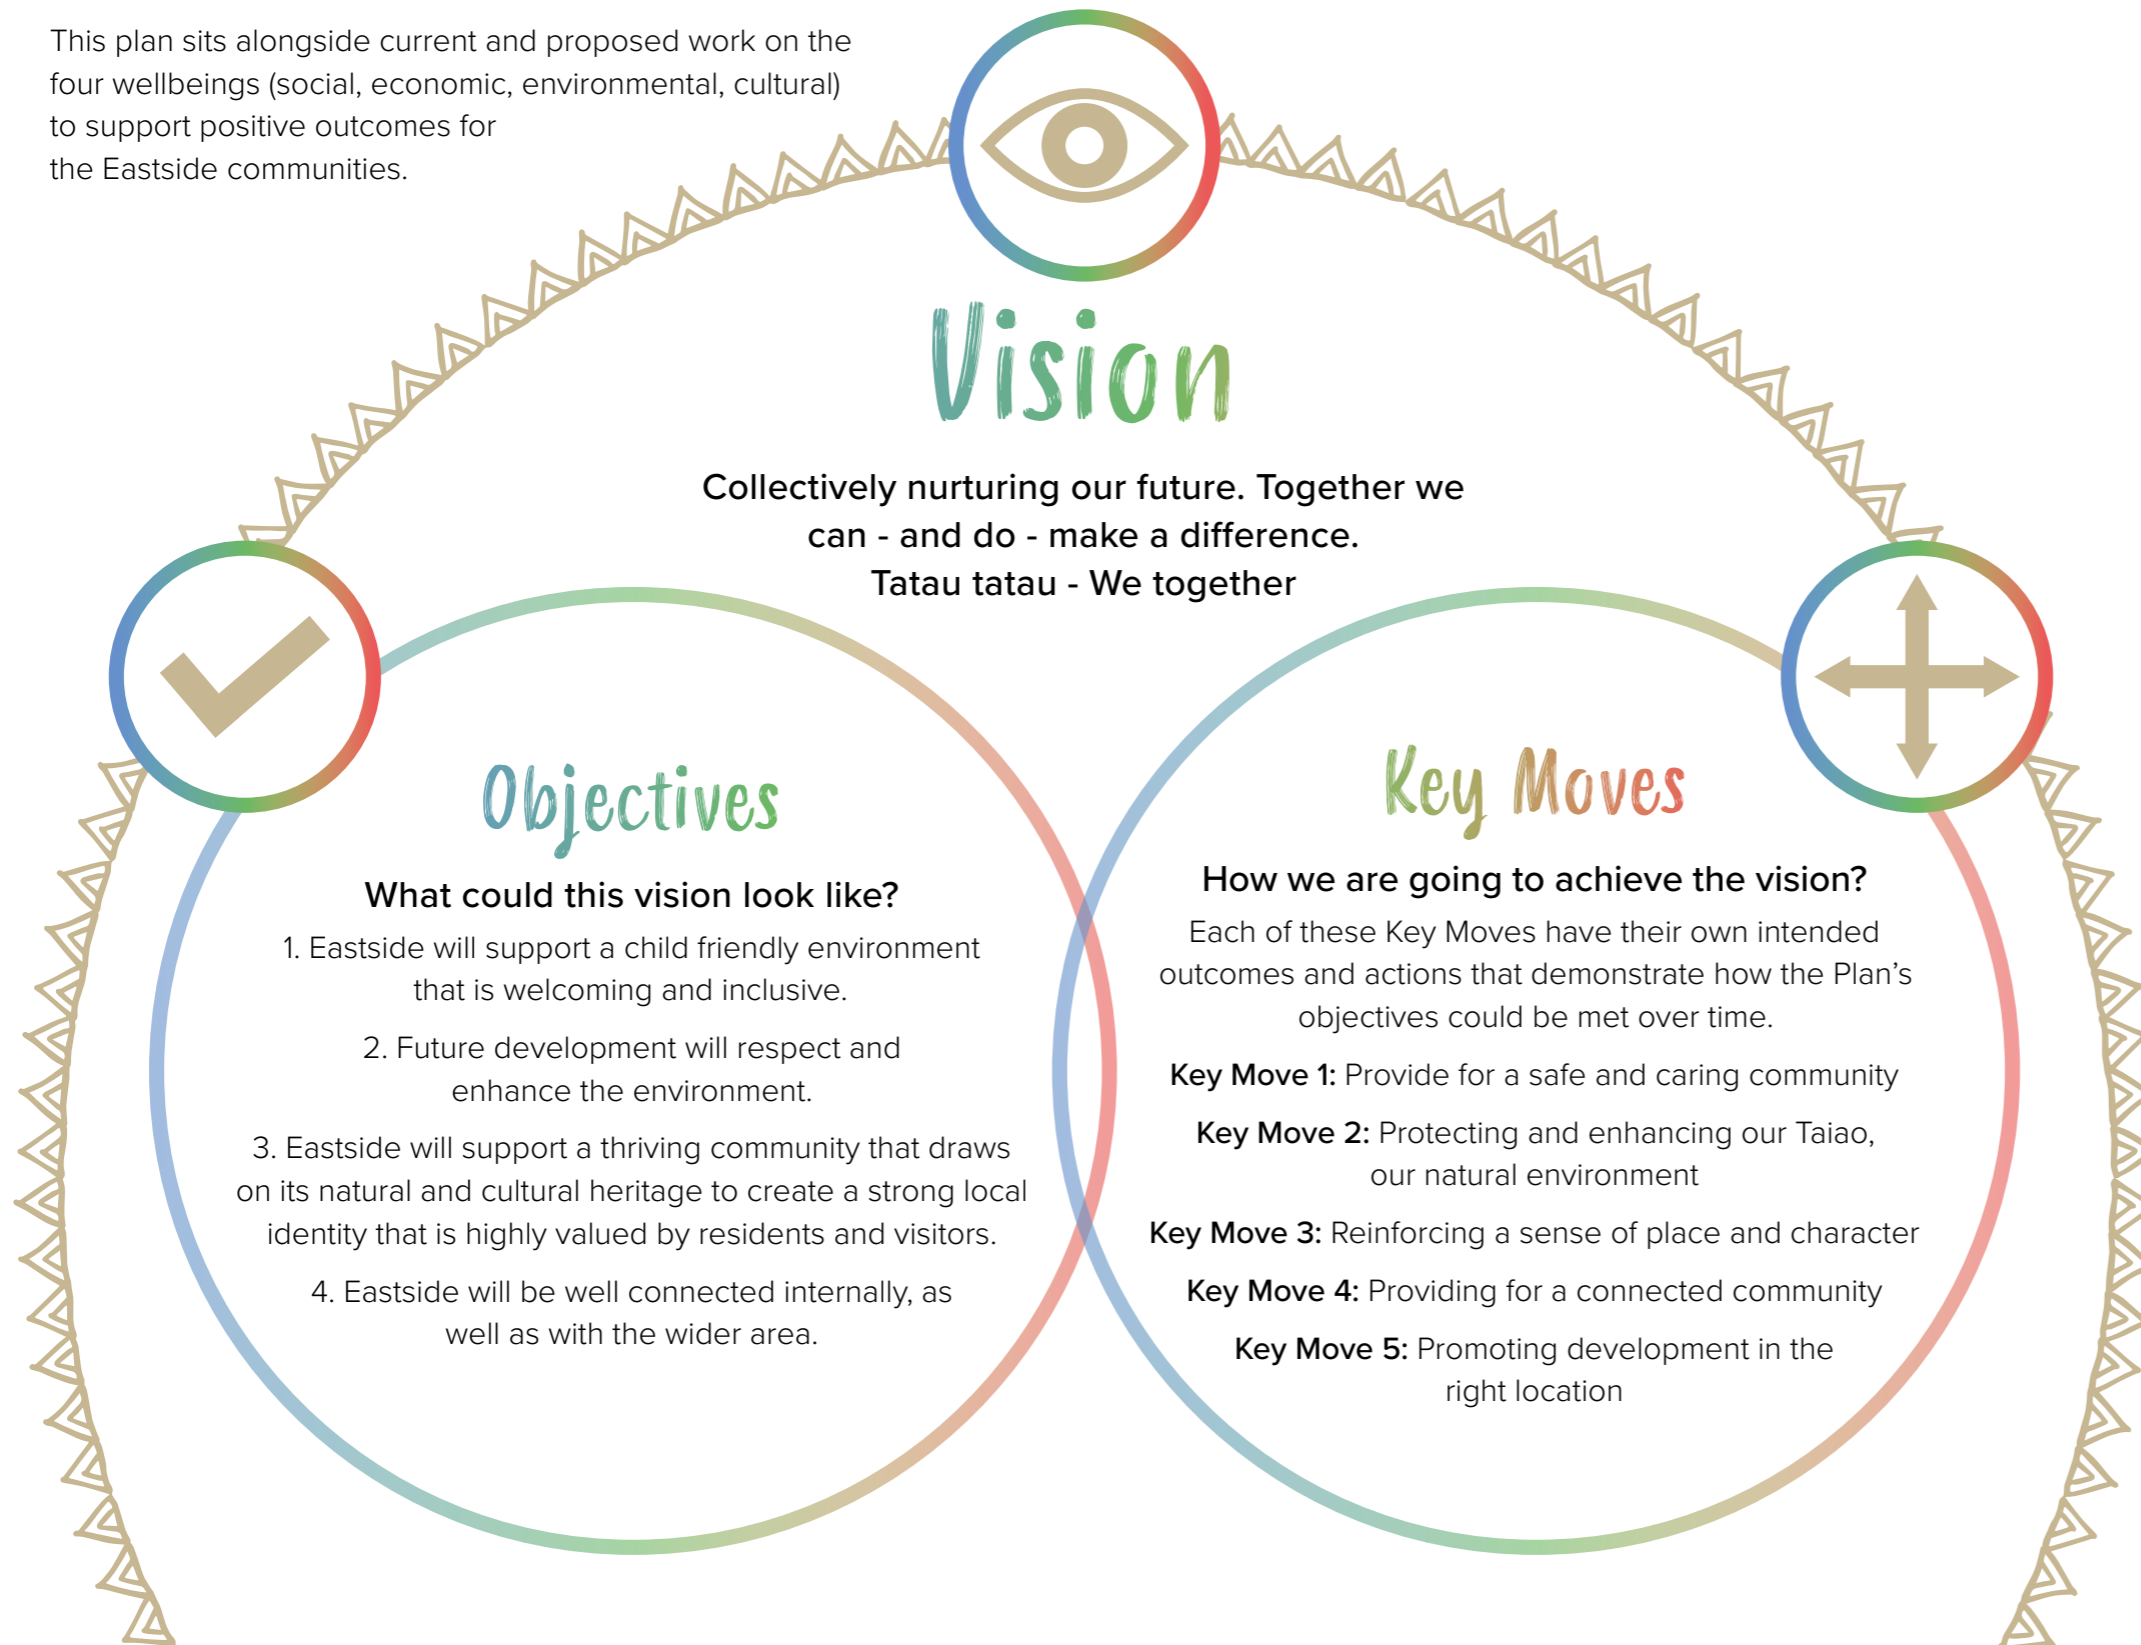 This plan sits alongside current and proposed work on the
four wellbeings (social, economic, environmental, cultural)
to support positive outcomes for
the Eastside communities.
Vision
Collectively nurturing our future. Together we
can - and do - make a difference.
Tatau tatau - We together
Objectives
What could this vision look like?
1. Eastside will support a child friendly environment
that is welcoming and inclusive.
2. Future development will respect and
enhance the environment.
3. Eastside will support a thriving community that draws
on its natural and cultural heritage to create a strong local
identity that is highly valued by residents and visitors.
4. Eastside will be well connected internally, as
well as with the wider area.
Key Moves
How we are going to achieve the vision?
Each of these Key Moves have their own intended
outcomes and actions that demonstrate how the Plan’s
objectives could be met over time.
Key Move 1: Provide for a safe and caring community
Key Move 2: Protecting and enhancing our Taiao,
our natural environment
Key Move 3: Reinforcing a sense of place and character
Key Move 4: Providing for a connected community
Key Move 5: Promoting development in the
right location